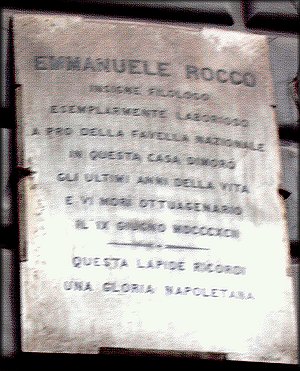 EMMANUELE ROCCO
INSIGNE FILOLOGO
ESEMPLARMENTE LABORIOSO
A PRO DELLA FAVELLA NAZIONALE
IN QUESTA CASA DIMORÒ
GLI ULTIMI ANNI DELLA VITA
E VI MORÌ OTTUAGENARIO
IL IX GIUGNO MDCCCXCII
QUESTA LAPIDE RICORDI
UNA GLORIA NAPOLETANA